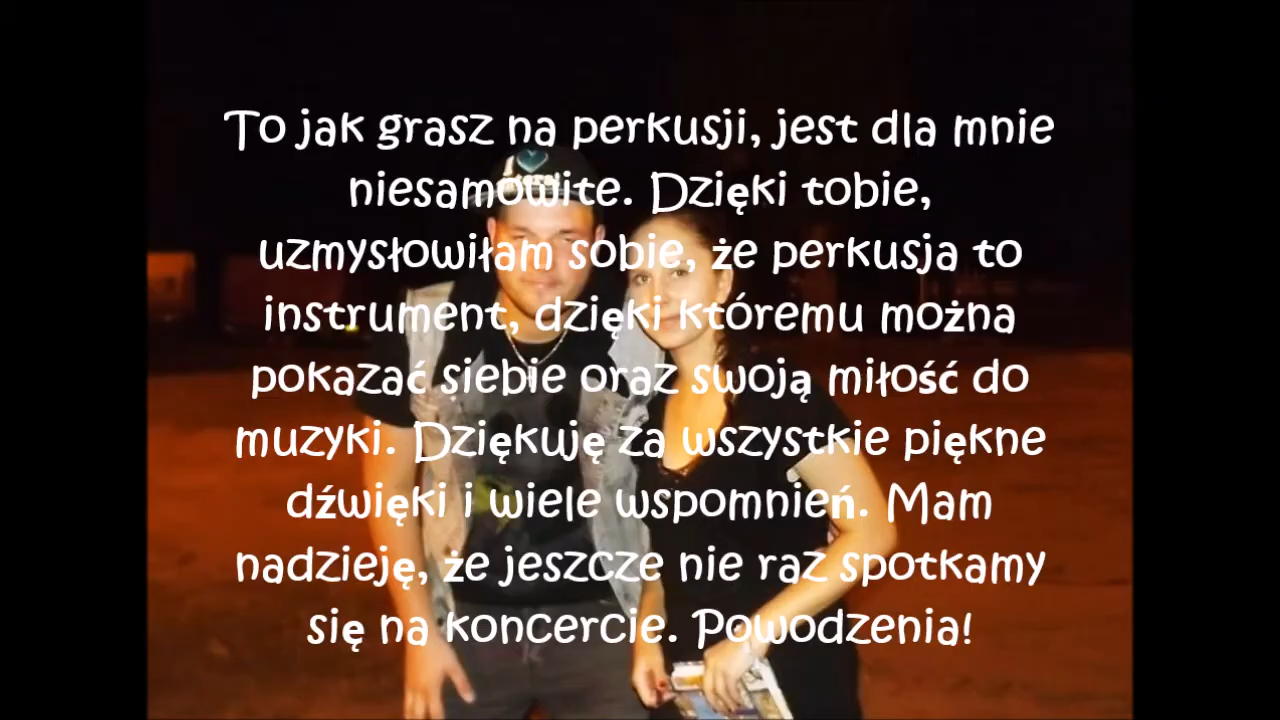 To jak grasz na perkusji, jest dla mnie
niesamowite. Dzięki tobie,
uzmysłowiłam sobie, że perkusja to
instrument, dzięki któremu można
pokazać siebie oraz swoją miłość do
muzyki. Dziękuję za wszystkie piękne
dźwięki i wiele wspomnień. Mam
nadzieję, że jeszcze nie raz spotkamy
się na koncercie. Powodzenia!